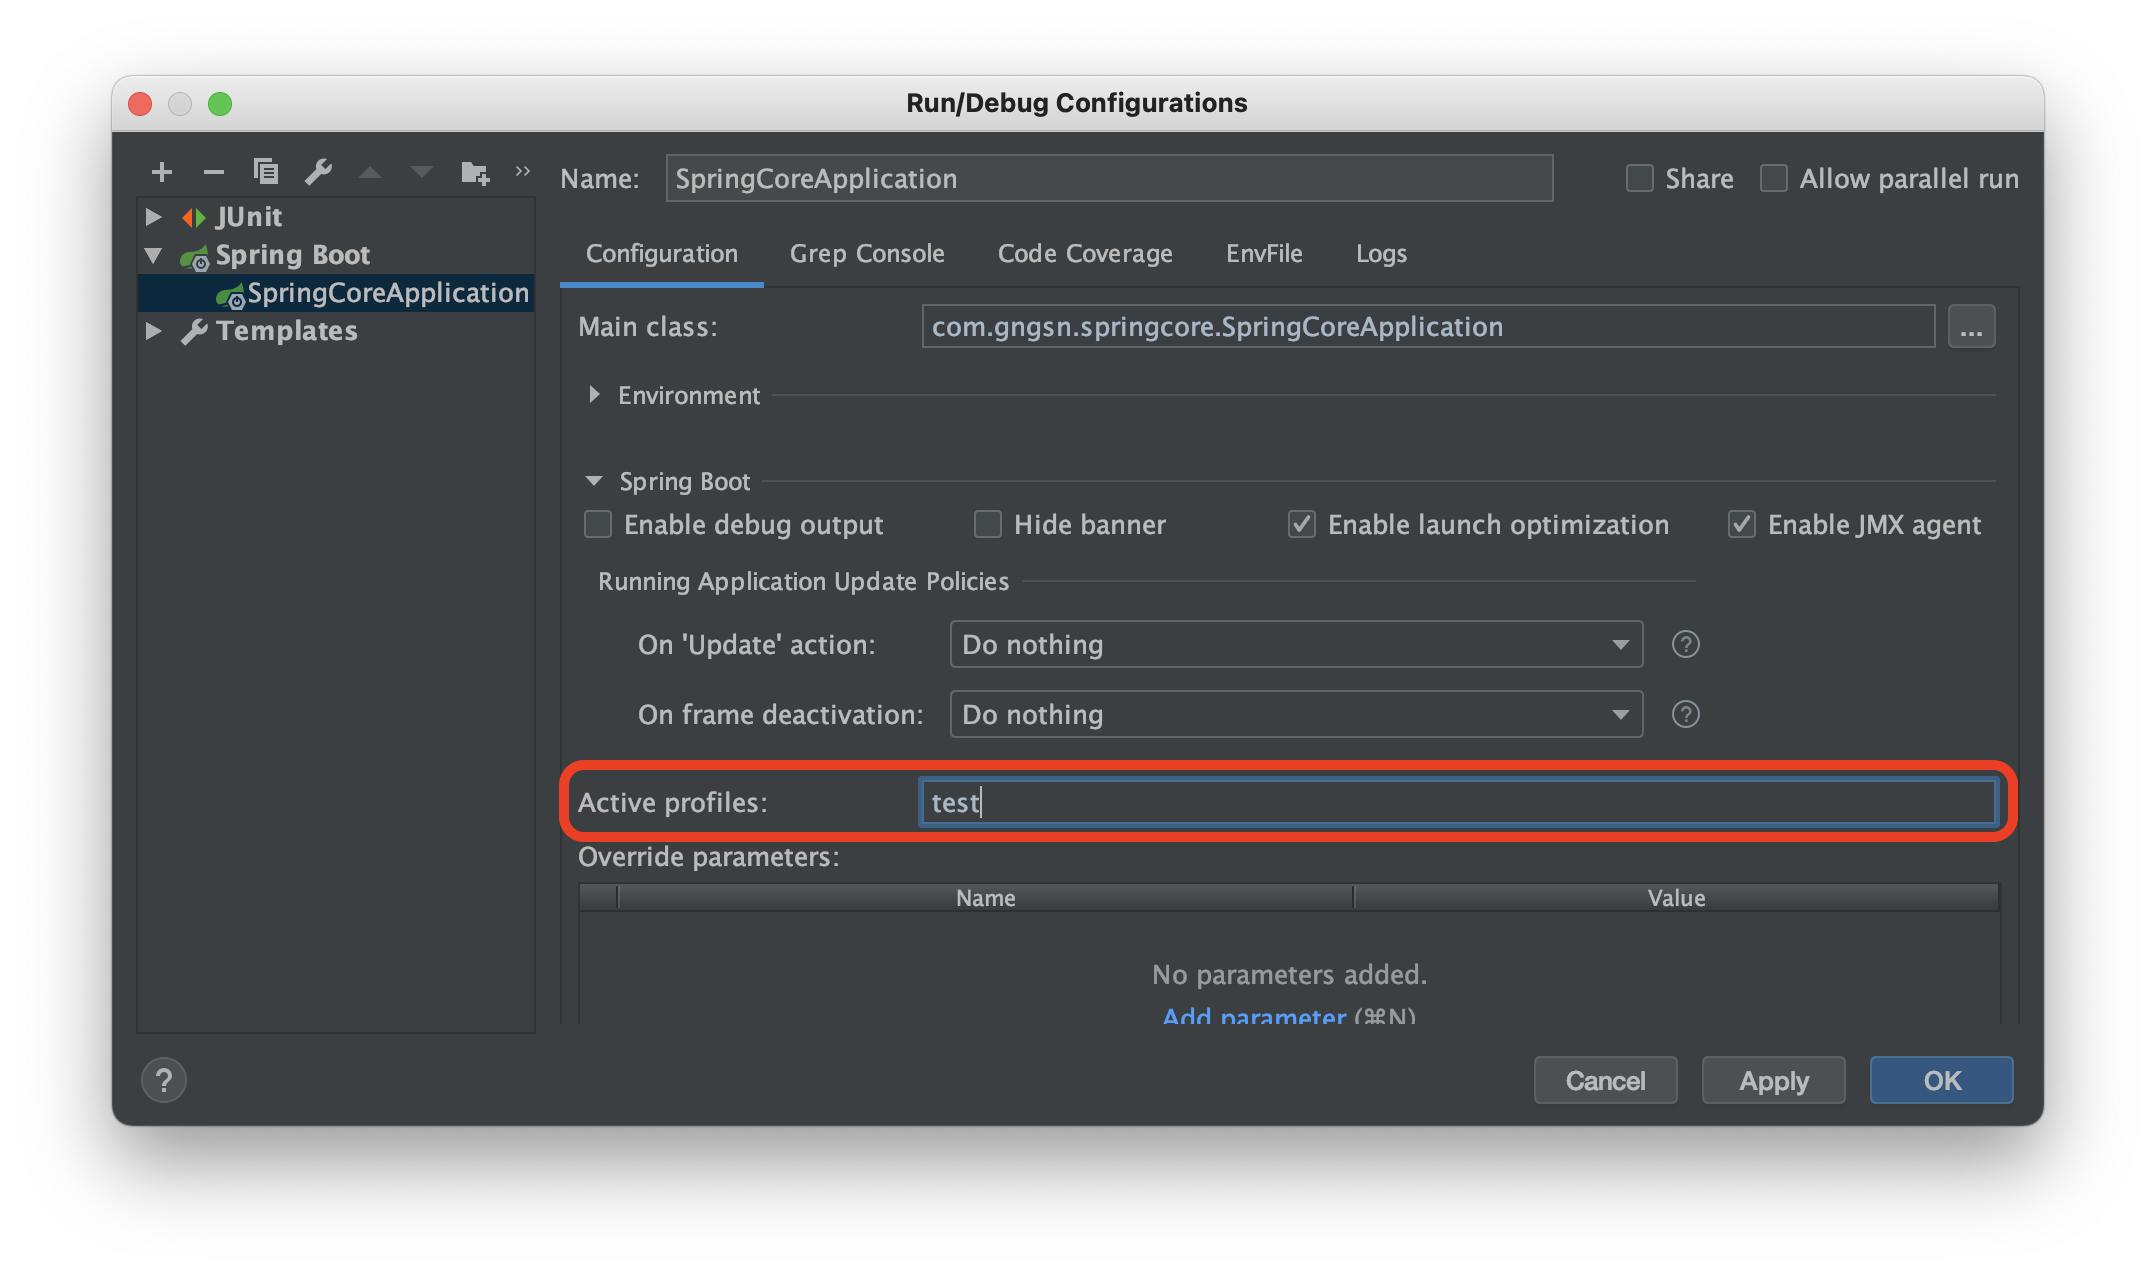 Run/Debug Configurations
Name: SpringCoreApplication Share Allow parallel run
JUnit
Spring Boot
SpringCoreApplication
Templates
Configuration Grep Console Code Coverage EnvFile Logs
Main class: com.gngsn.springcore.SpringCoreApplication ...
Environment
Spring Boot
Enable debug output Hide banner Enable launch optimization Enable JMX agent
Running Application Update Policies
On 'Update' action: Do nothing ?
On frame deactivation: Do nothing ?
Active profiles: test
Override parameters:
Name Value
No parameters added.
Add parameter (⌘N)
? Cancel Apply OK